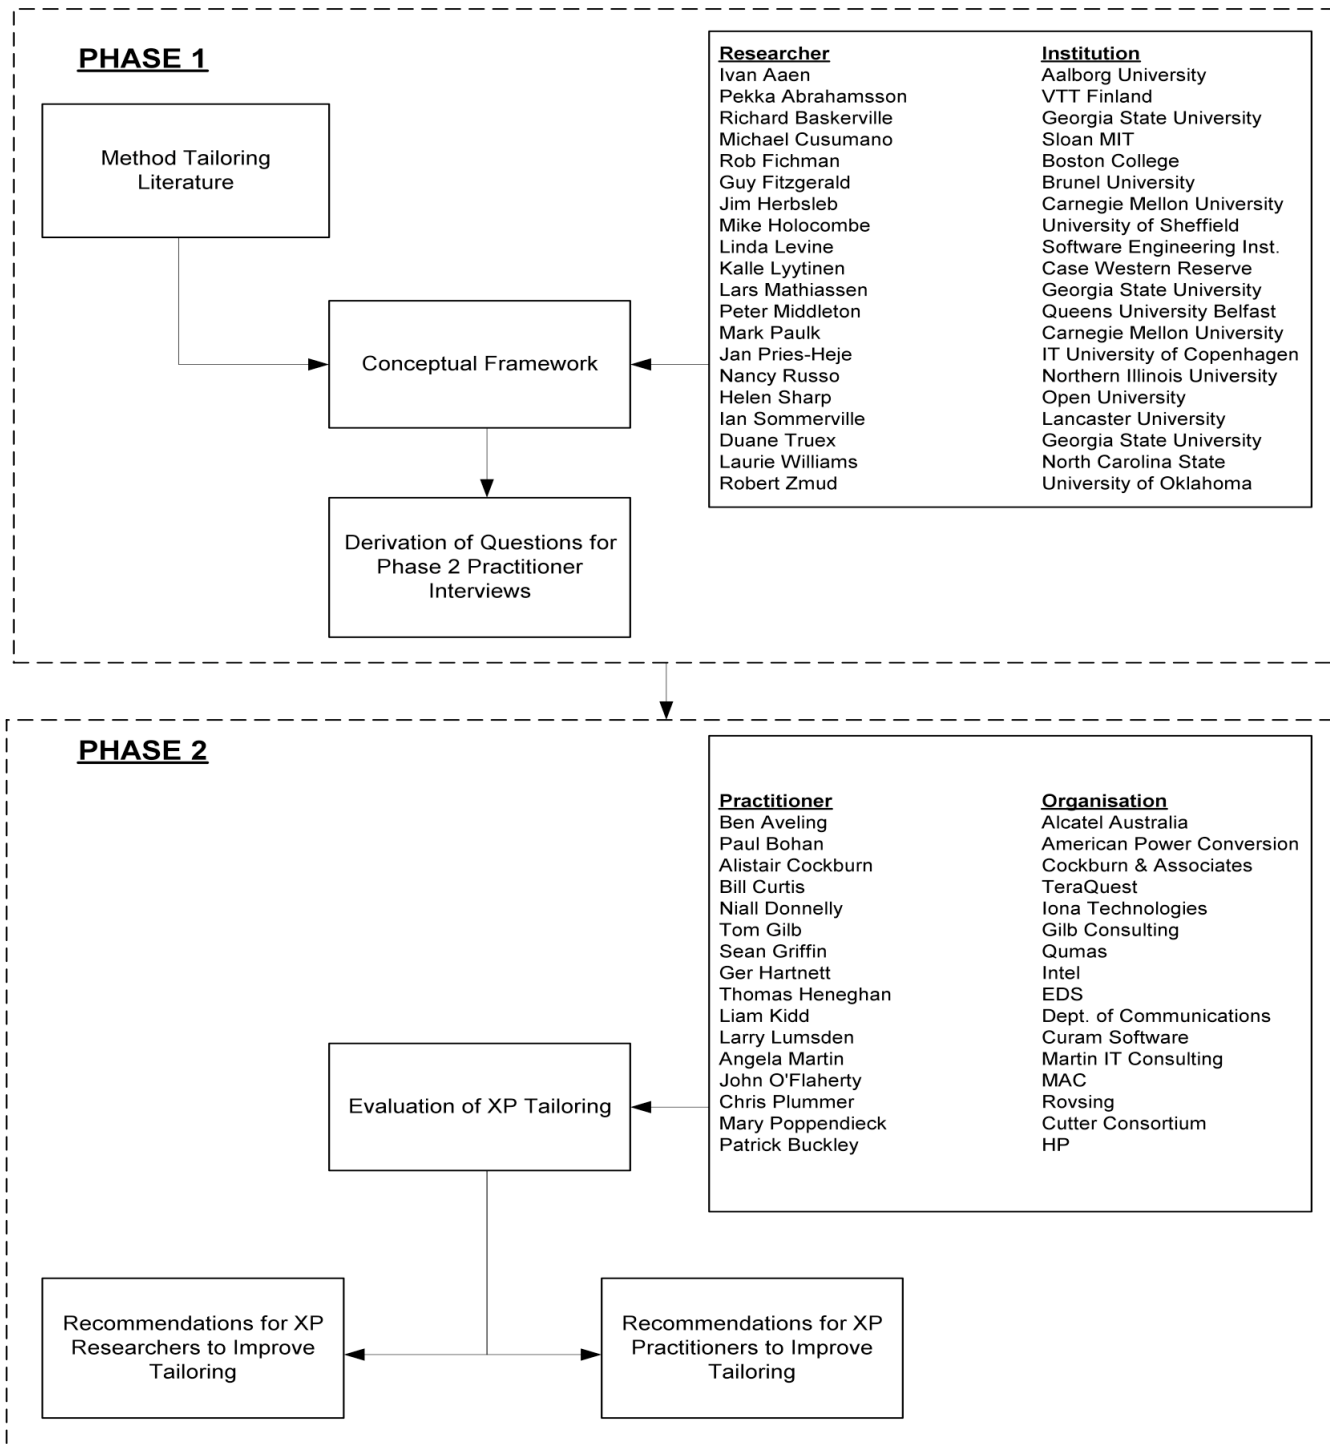 PHASE 1
Method Tailoring
Literature
Conceptual Framework
Derivation of Questions for
Phase 2 Practitioner
Interviews
Researcher Institution
Ivan Aaen Aalborg University
Pekka Abrahamsson VTT Finland
Richard Baskerville Georgia State University
Michael Cusumano Sloan MIT
Rob Fichman Boston College
Guy Fitzgerald Brunel University
Jim Herbsleb Carnegie Mellon University
Mike Holocombe University of Sheffield
Linda Levine Software Engineering Inst.
Kalle Lyytinen Case Western Reserve
Lars Mathiassen Georgia State University
Peter Middleton Queens University Belfast
Mark Paulk Carnegie Mellon University
Jan Pries-Heje IT University of Copenhagen
Nancy Russo Northern Illinois University
Helen Sharp Open University
Ian Sommerville Lancaster University
Duane Truex Georgia State University
Laurie Williams North Carolina State
Robert Zmud University of Oklahoma
PHASE 2
Practitioner Organisation
Ben Aveling Alcatel Australia
Paul Bohan American Power Conversion
Alistair Cockburn Cockburn & Associates
Bill Curtis TeraQuest
Niall Donnelly Iona Technologies
Tom Gilb Gilb Consulting
Sean Griffin Qumas
Ger Hartnett Intel
Thomas Heneghan EDS
Liam Kidd Dept. of Communications
Larry Lumsden Curam Software
Angela Martin Martin IT Consulting
John O'Flaherty MAC
Chris Plummer Rovsing
Mary Poppendieck Cutter Consortium
Patrick Buckley HP
Evaluation of XP Tailoring
Recommendations for XP
Researchers to Improve
Tailoring
Recommendations for XP
Practitioners to Improve
Tailoring